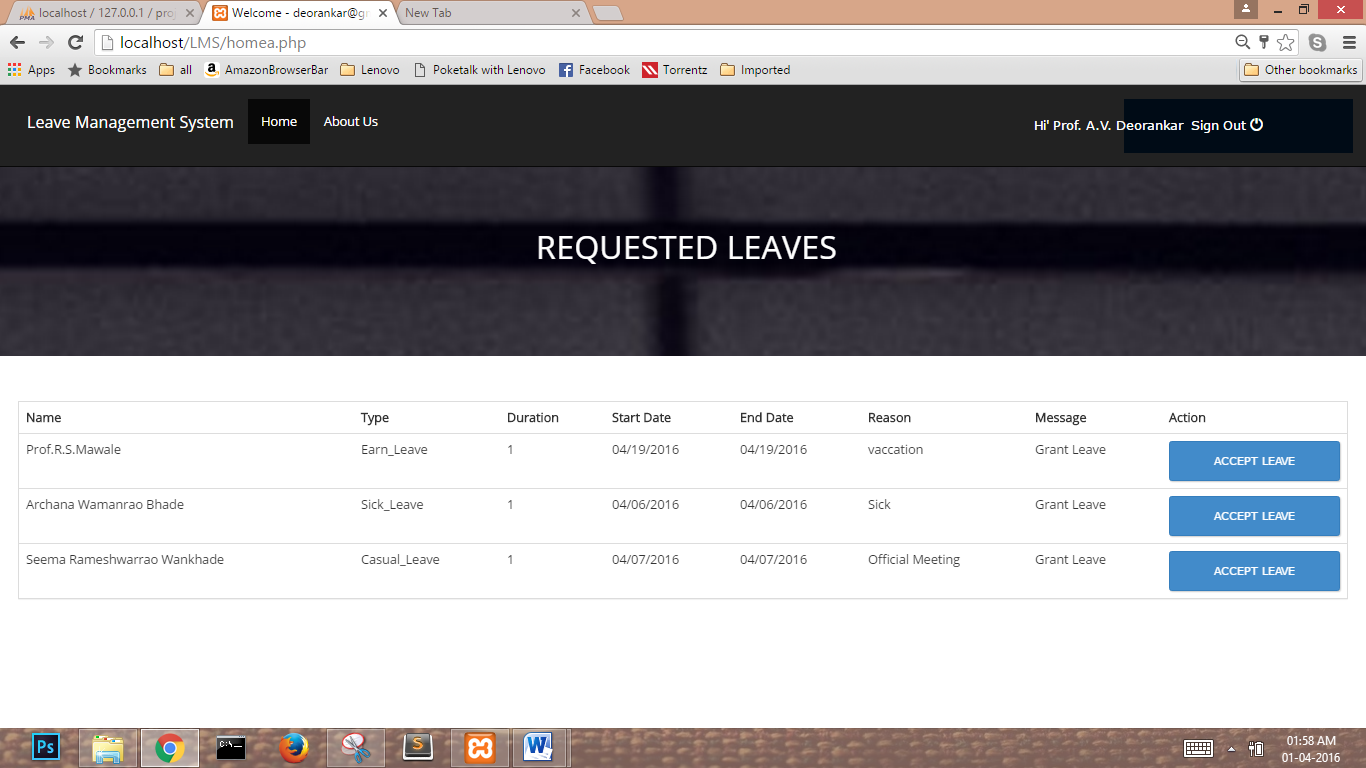 localhost / 127.0.0.1 / proj
Welcome - deorankar@gr
New Tab
localhost/LMS/homea.php
Apps Bookmarks all AmazonBrowserBar Lenovo Poketalk with Lenovo Facebook Torrentz Imported Other bookmarks
Leave Management System Home About Us Hi' Prof. A.V. Deorankar Sign Out
REQUESTED LEAVES
Name Type Duration Start Date End Date Reason Message Action
Prof.R.S.Mawale Earn_Leave 1 04/19/2016 04/19/2016 vaccation Grant Leave ACCEPT LEAVE
Archana Wamanrao Bhade Sick_Leave 1 04/06/2016 04/06/2016 Sick Grant Leave ACCEPT LEAVE
Seema Rameshwarrao Wankhade Casual_Leave 1 04/07/2016 04/07/2016 Official Meeting Grant Leave ACCEPT LEAVE
Ps
01:58 AM
01-04-2016